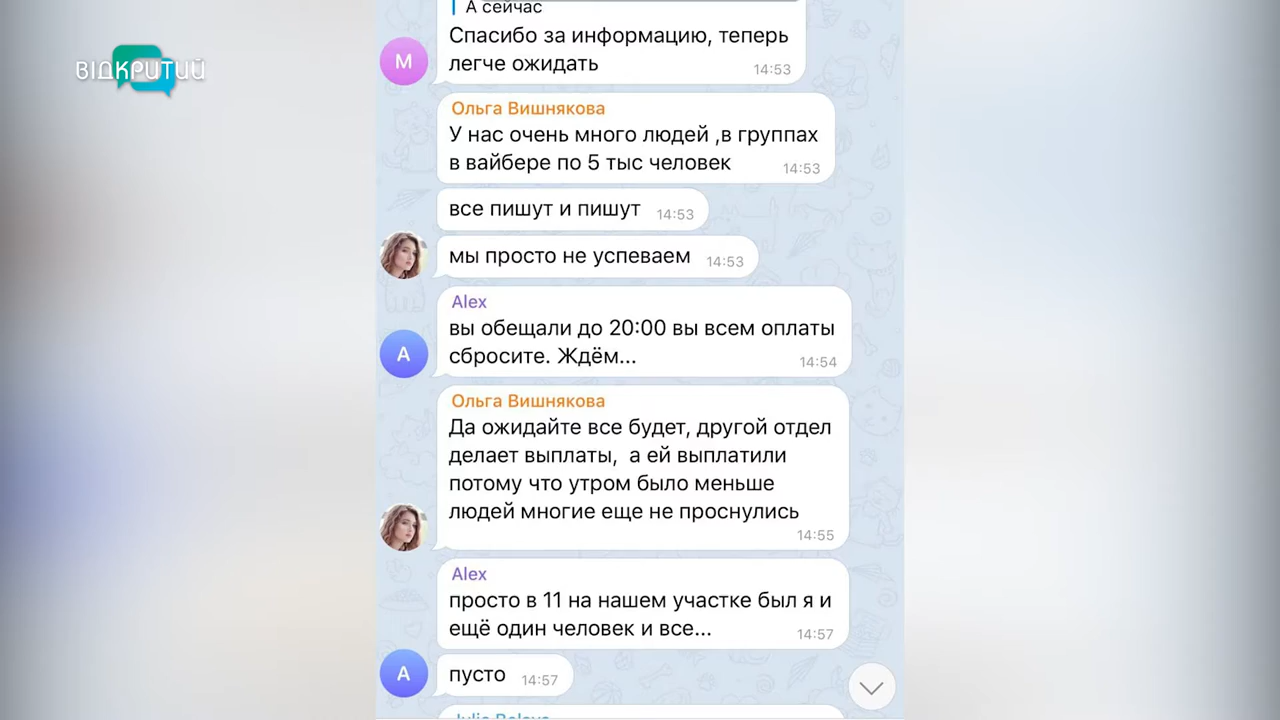 А сейчас
Спасибо за информацию, теперь
легче ожидать
14:53
М
ВІДКРИТИЙ
Ольга Вишнякова
У нас очень много людей ,в группах
в вайбере по 5 тыс человек
14:53
все пишут и пишут 14:53
мы просто не успеваем 14:53
Alex
вы обещали до 20:00 вы всем оплаты
сбросите. Ждём...
14:54
А
Ольга Вишнякова
Да ожидайте все будет, другой отдел
делает выплаты,  а ей выплатили
потому что утром было меньше
людей многие еще не проснулись
14:55
Alex
просто в 11 на нашем участке был я и
ещё один человек и все...
14:57
А
пусто 14:57